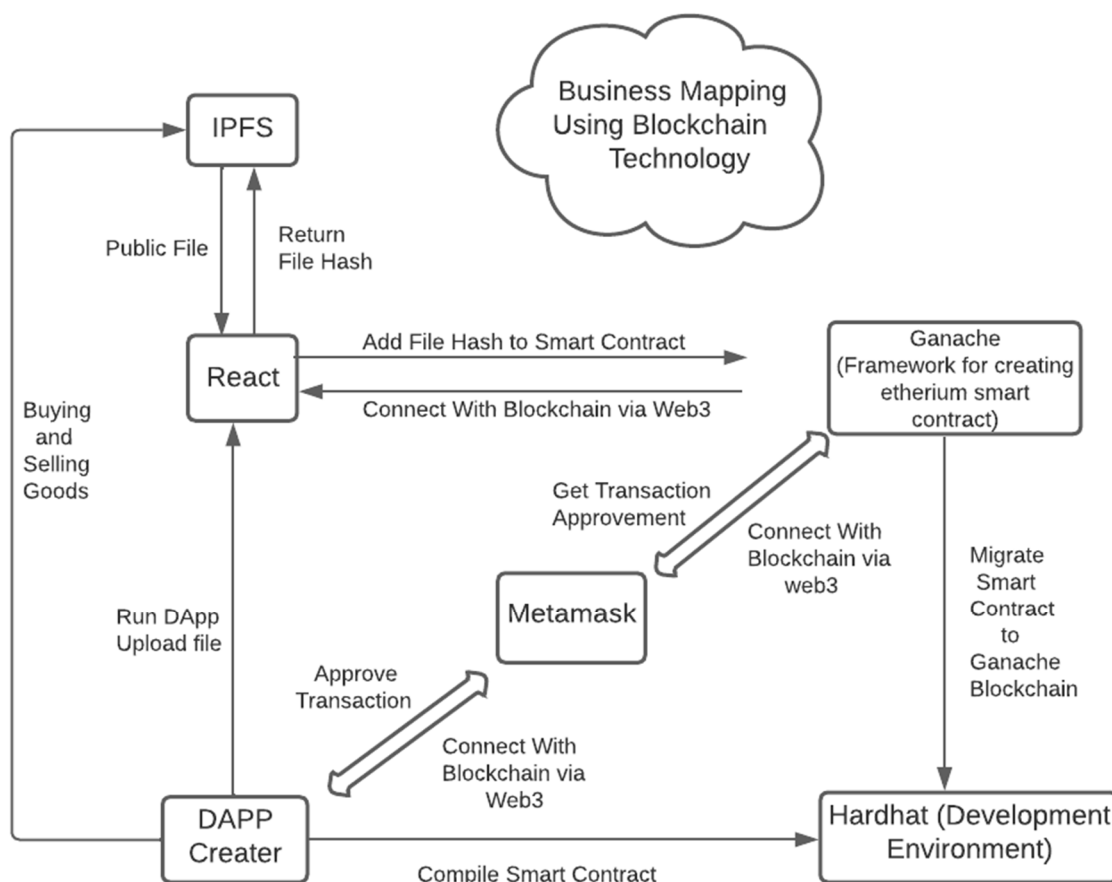 Business Mapping
Using Blockchain
Technology
IPFS
Public File
Return
File Hash
React
Add File Hash to Smart Contract
Connect With Blockchain via Web3
Ganache
(Framework for creating
etherium smart
contract)
Buying
and
Selling
Goods
Get Transaction
Approvement
Connect With
Blockchain via
web3
Metamask
Migrate
Smart
Contract
to
Ganache
Blockchain
Run DApp
Upload file
Approve
Transaction
Connect With
Blockchain via
Web3
DAPP
Creater
Hardhat (Development
Environment)
Compile Smart Contract